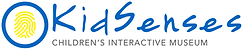 KidSenses
CHILDREN'S INTERACTIVE MUSEUM